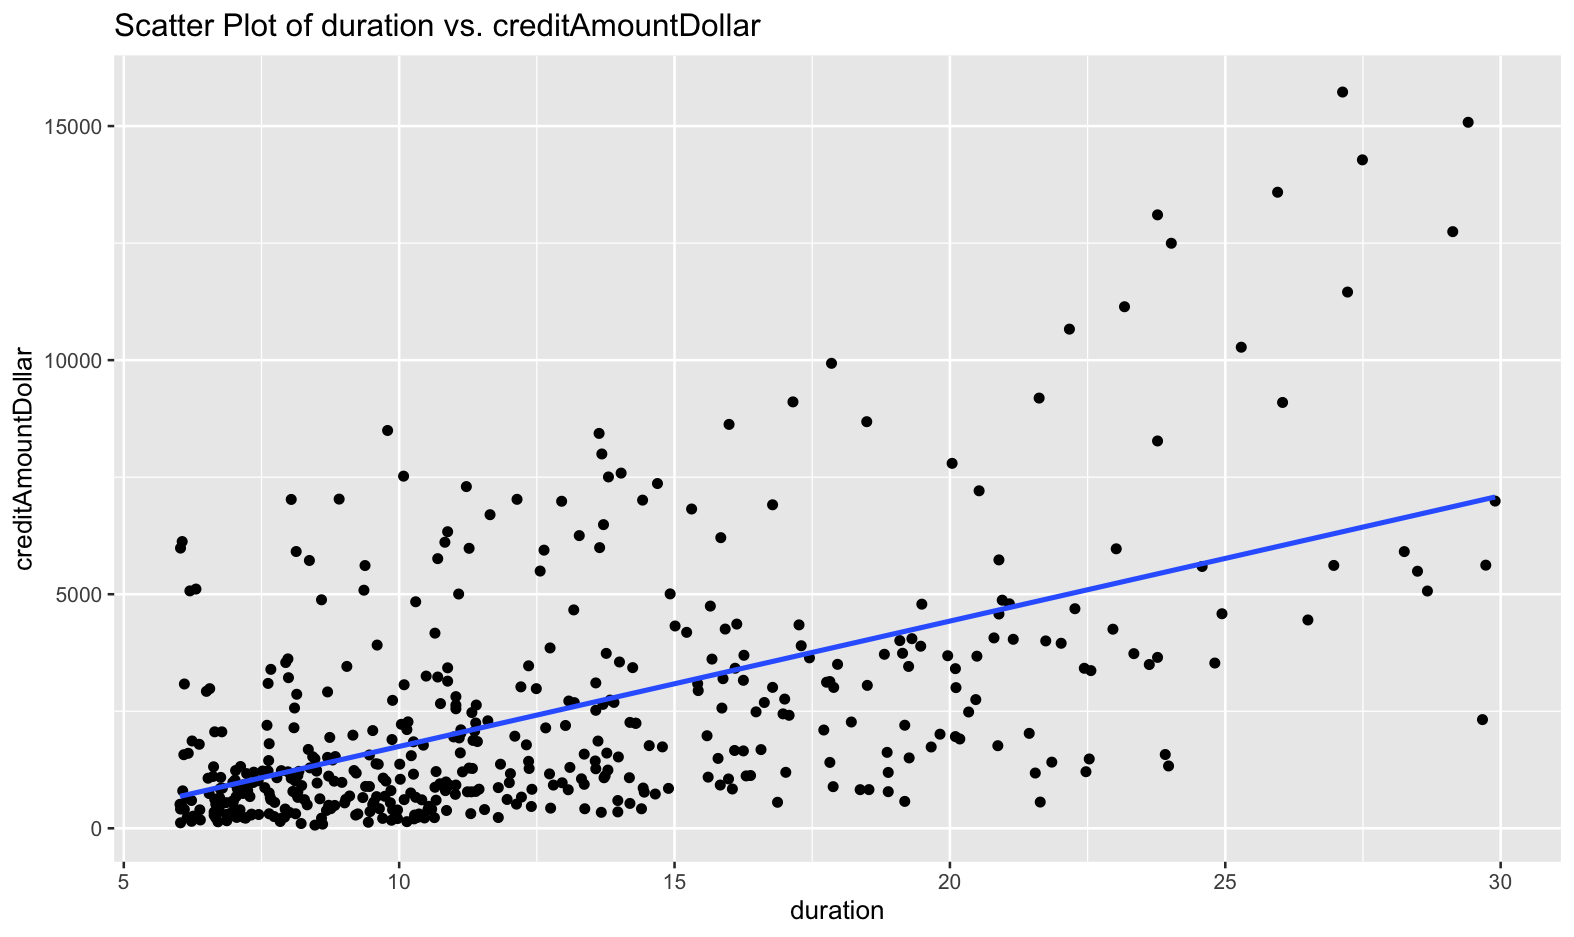 Scatter Plot of duration vs. creditAmountDollar
15000
10000
5000
0
creditAmountDollar
5 10 15 20 25 30
duration